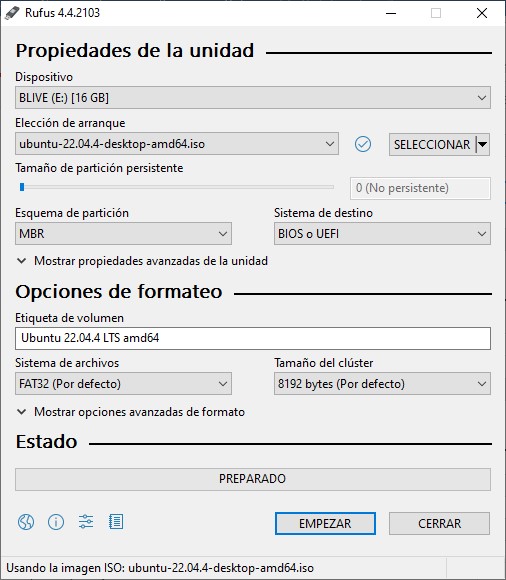 Rufus 4.4.2103
Propiedades de la unidad
Dispositivo
BLIVE (E:) [16 GB]
Elección de arranque
ubuntu-22.04.4-desktop-amd64.iso
SELECCIONAR
Tamaño de partición persistente
0 (No persistente)
Esquema de partición
Sistema de destino
MBR
BIOS o UEFI
Mostrar propiedades avanzadas de la unidad
Opciones de formateo
Etiqueta de volumen
Ubuntu 22.04.4 LTS amd64
Sistema de archivos
Tamaño del clúster
FAT32 (Por defecto)
8192 bytes (Por defecto)
Mostrar opciones avanzadas de formato
Estado
PREPARADO
EMPEZAR
CERRAR
Usando la imagen ISO: ubuntu-22.04.4-desktop-amd64.iso